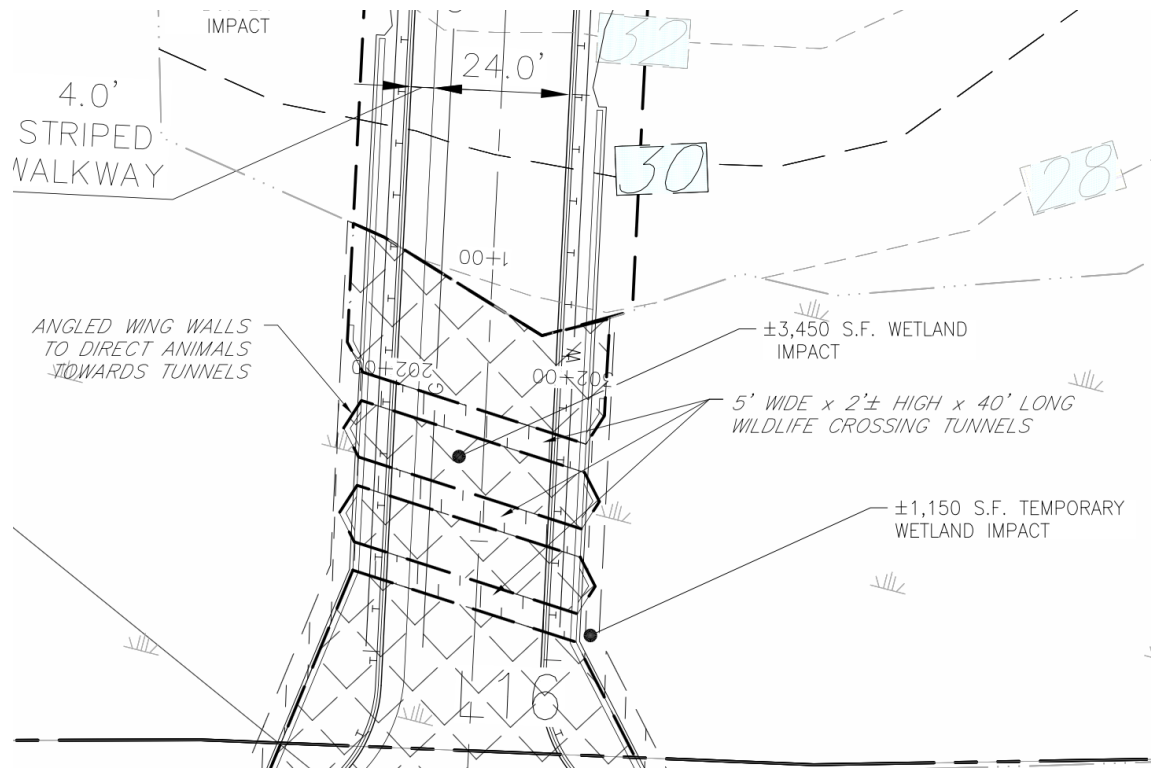 IMPACT
32
24.0'
4.0'
STRIPED
WALKWAY
30
28
1+00
ANGLED WING WALLS
TO DIRECT ANIMALS
TOWARDS TUNNELS
±3,450 S.F. WETLAND
IMPACT
W
202+00
302+00
G
5' WIDE x 2'± HIGH x 40' LONG
WILDLIFE CROSSING TUNNELS
±1,150 S.F. TEMPORARY
WETLAND IMPACT